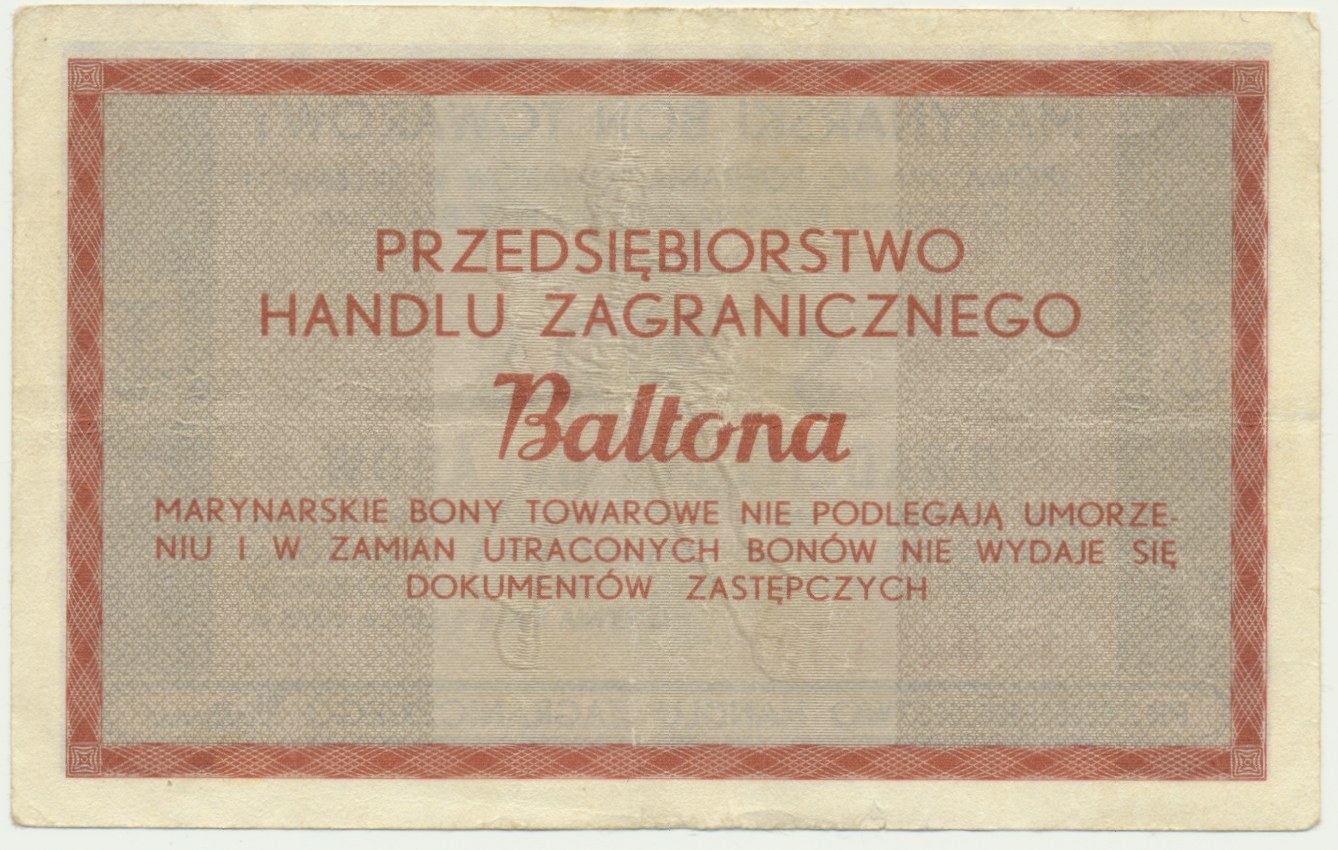 PRZEDSIĘBIORSTWO
HANDLU ZAGRANICZNEGO
Baltona
MARYNARSKIE BONY TOWAROWE NIE PODLEGAJĄ UMORZE-
NIU I W ZAMIAN UTRACONYCH BONÓW NIE WYDAJE SIĘ
DOKUMENTÓW ZASTĘPCZYCH